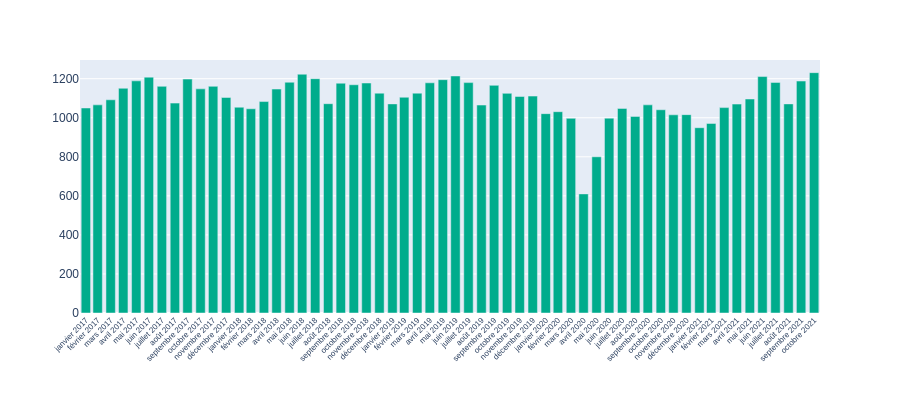 1200
1000
800
600
400
200
0
janvier 2017
février 2017
mars 2017
avril 2017
mai 2017
juin 2017
juillet 2017
août 2017
septembre 2017
octobre 2017
novembre 2017
décembre 2017
janvier 2018
février 2018
mars 2018
avril 2018
mai 2018
juin 2018
juillet 2018
août 2018
septembre 2018
octobre 2018
novembre 2018
décembre 2018
janvier 2019
février 2019
mars 2019
avril 2019
mai 2019
juin 2019
juillet 2019
août 2019
septembre 2019
octobre 2019
novembre 2019
décembre 2019
janvier 2020
février 2020
mars 2020
avril 2020
mai 2020
juin 2020
juillet 2020
août 2020
septembre 2020
octobre 2020
novembre 2020
décembre 2020
janvier 2021
février 2021
mars 2021
avril 2021
mai 2021
juin 2021
juillet 2021
août 2021
septembre 2021
octobre 2021